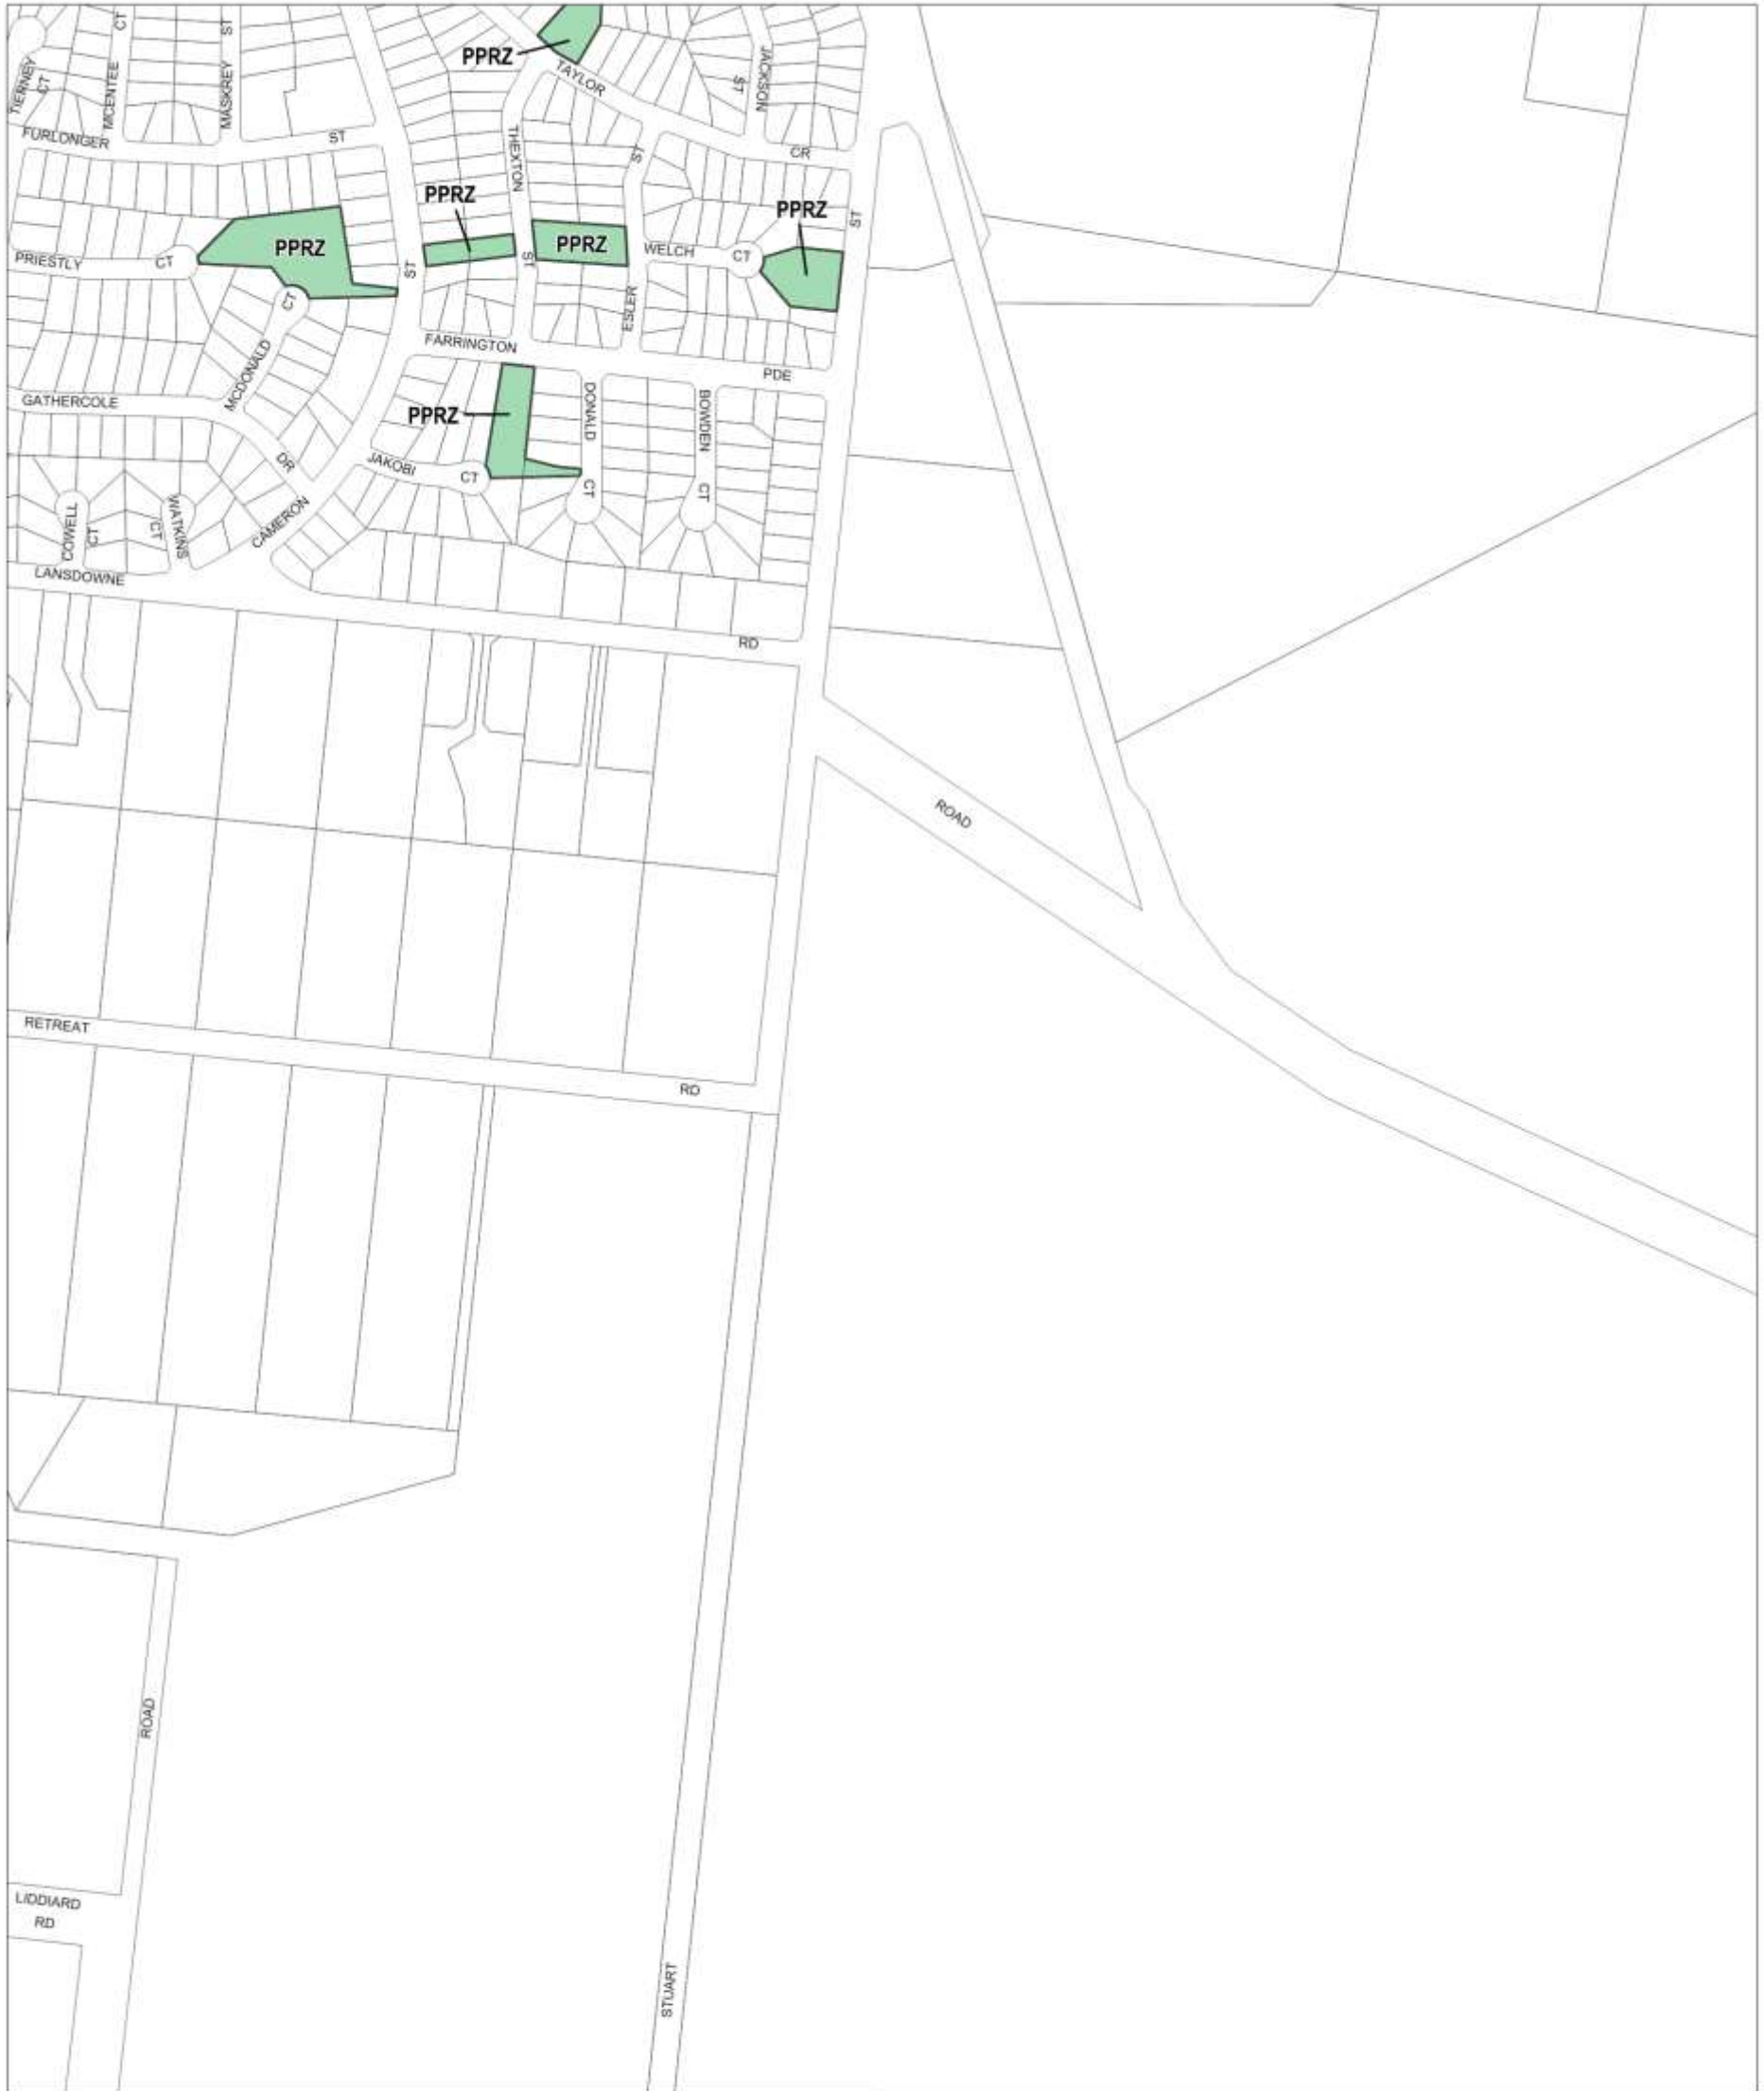 CT
ST
PPRZ
TIERNEY
CT
MCENTEE
MASKREY
TAYLOR
ST
JACKSON
FURLONGER
ST
THEXTON
ST
CR
PPRZ
PPRZ
ST
PRIESTLY
CT
PPRZ
ST
ST
PPRZ
WELCH
CT
CT
ESLER
FARRINGTON
MCDONALD
PDE
GATHERCOLE
PPRZ
DONALD
BOWDEN
DR
JAKOBI
CT
CT
CT
COWELL
CT
CT
WATKINS
CAMERON
LANSDOWNE
RD
ROAD
RETREAT
RD
ROAD
LIDDIARD
RD
STUART